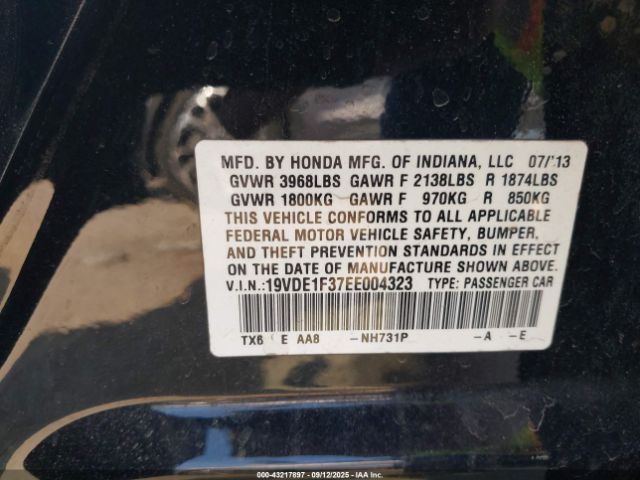 MFD. BY HONDA MFG. OF INDIANA, LLC 07/13
GVWR 3968LBS GAWR F 2138LBS R 1874LBS
GVWR 1800KG GAWR F 970KG R 850KG
THIS VEHICLE CONFORMS TO ALL APPLICABLE
FEDERAL MOTOR VEHICLE SAFETY, BUMPER,
AND THEFT PREVENTION STANDARDS IN EFFECT
ON THE DATE OF MANUFACTURE SHOWN ABOVE.
V.I.N.:19VDE1F37EE004323 TYPE: PASSENGER CAR
TX6 E AA8 -NH731P -A -E
000-43217897 - 09/12/2025 - IAAI.COM